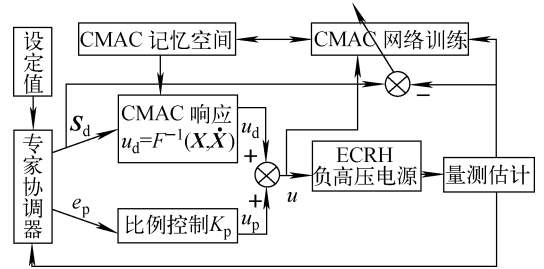 设定值
CMAC 记忆空间
CMAC 网络训练
−
S_d
CMAC 响应
u_d=F^{-1}(X,Ẋ)
u_d
+
专家协调器
ECRH
负高压电源
量测估计
u
+
e_p
比例控制K_p
u_p